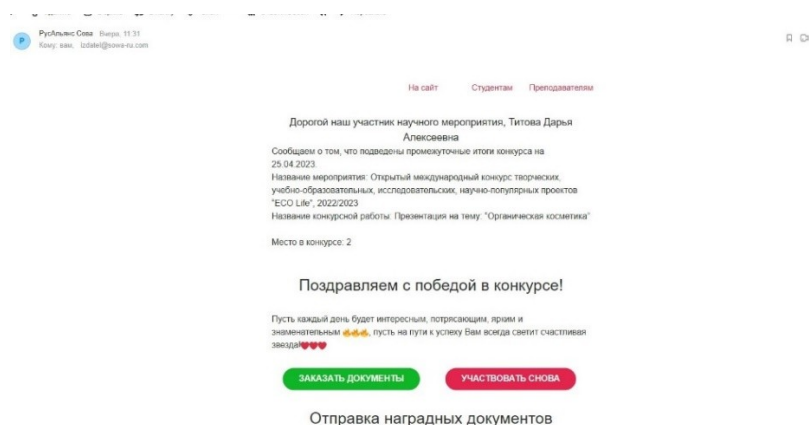 РусАльянс Сова Вчера, 11:31
Кому: вам, izdatel@sowa-ru.com
На сайт Студентам Преподавателям
Дорогой наш участник научного мероприятия, Титова Дарья
Алексеевна
Сообщаем о том, что подведены промежуточные итоги конкурса на
25.04.2023.
Название мероприятия: Открытый международный конкурс творческих,
учебно-образовательных, исследовательских, научно-популярных проектов
"ECO Life", 2022/2023
Название конкурсной работы: Презентация на тему: "Органическая косметика"
Место в конкурсе: 2
Поздравляем с победой в конкурсе!
Пусть каждый день будет интересным, потрясающим, ярким и
знаменательным 🔥🔥🔥, пусть на пути к успеху Вам всегда светит счастливая
звезда!❤❤❤
ЗАКАЗАТЬ ДОКУМЕНТЫ УЧАСТВОВАТЬ СНОВА
Отправка наградных документов